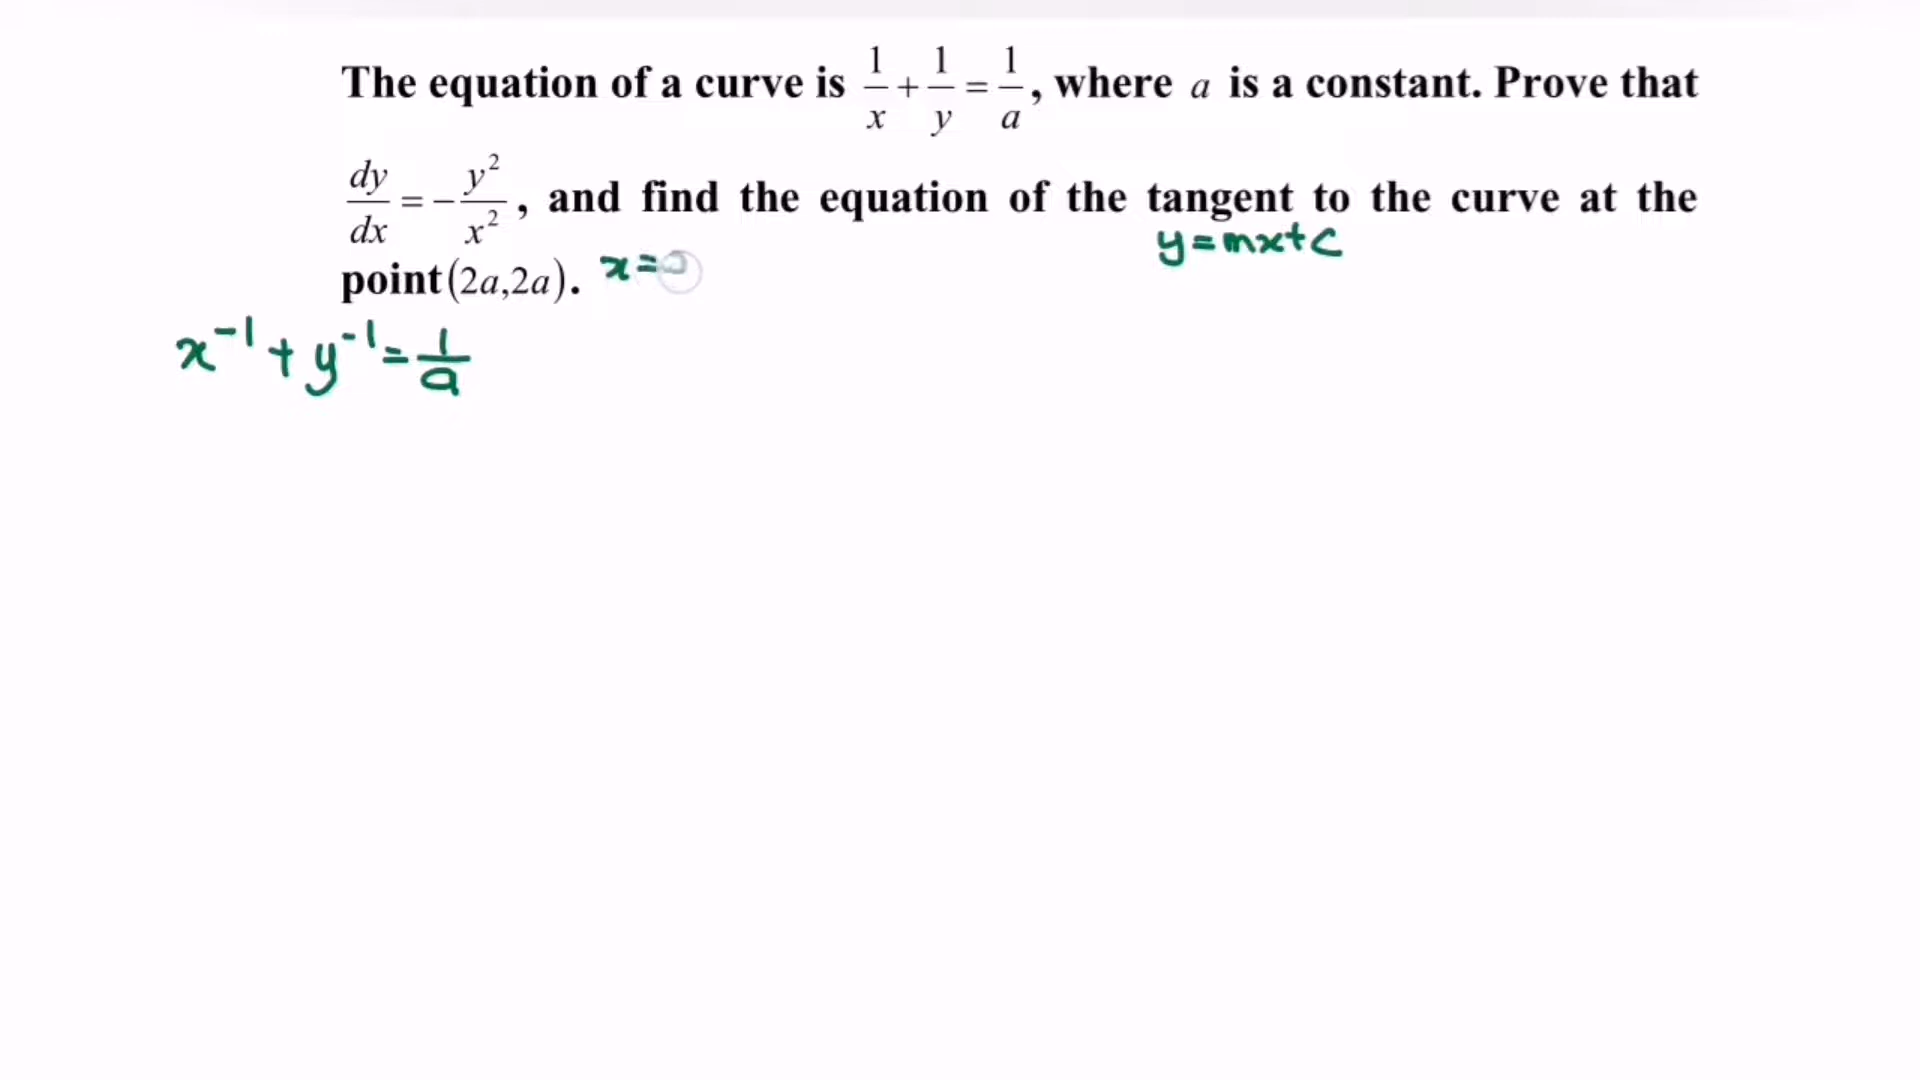 The equation of a curve is 1/x + 1/y = 1/a, where a is a constant. Prove that
dy/dx = −y²/x², and find the equation of the tangent to the curve at the
y=mx+c
point(2a,2a). x=
x⁻¹+y⁻¹=1/a